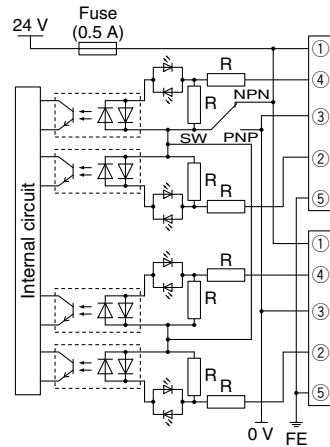 Fuse
24 V
(0.5 A)
①
R
④
NPN
R
③
SW
PNP
R
②
R
⑤
Internal circuit
①
R
④
R
③
②
R
R
⑤
0 V
FE